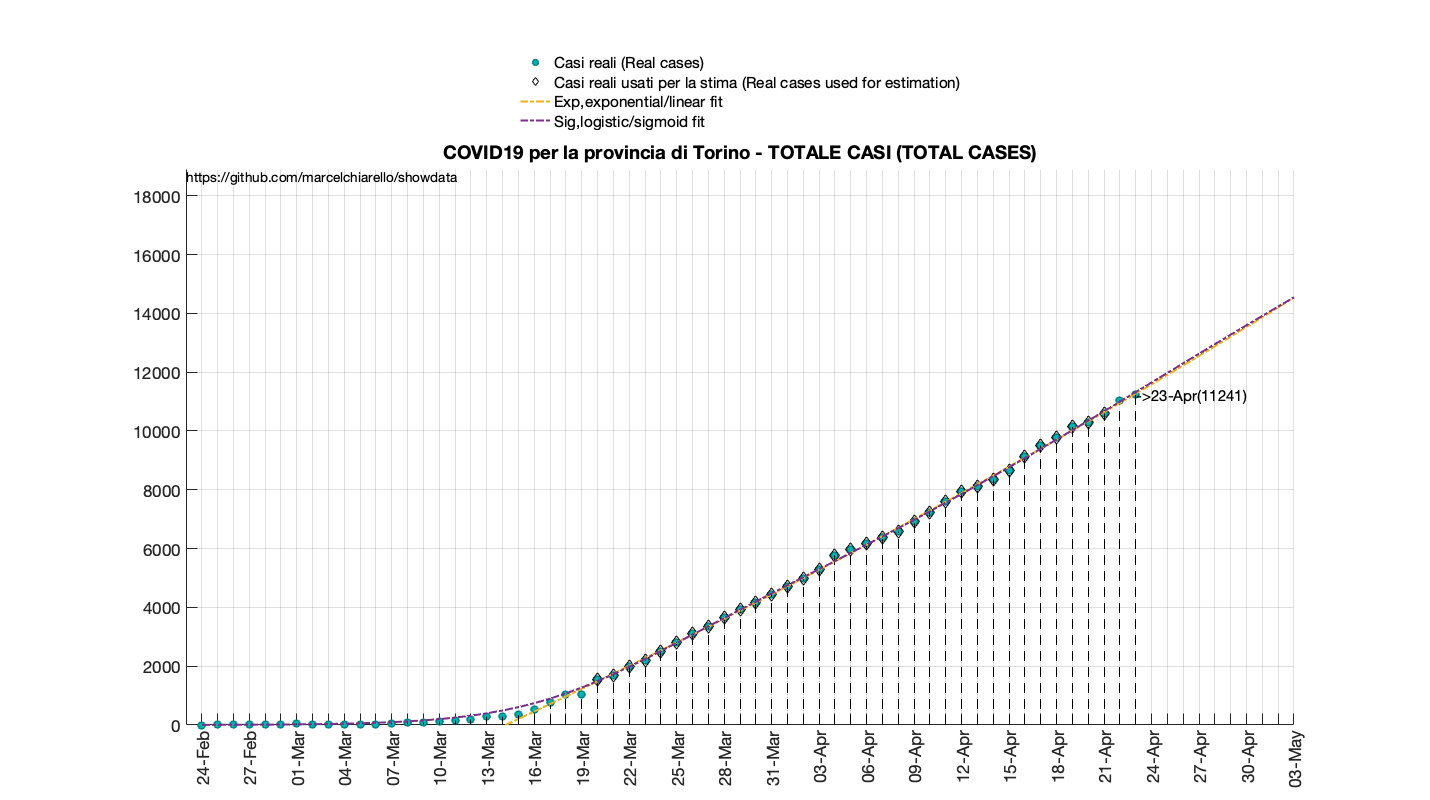 Casi reali (Real cases)
Casi reali usati per la stima (Real cases used for estimation)
Exp,exponential/linear fit
Sig,logistic/sigmoid fit
COVID19 per la provincia di Torino - TOTALE CASI (TOTAL CASES)
https://github.com/marcelchiarello/showdata
18000
16000
14000
12000
>23-Apr(11241)
10000
8000
6000
4000
2000
0
24-Feb
27-Feb
01-Mar
04-Mar
07-Mar
10-Mar
13-Mar
16-Mar
19-Mar
22-Mar
25-Mar
28-Mar
31-Mar
03-Apr
06-Apr
09-Apr
12-Apr
15-Apr
18-Apr
21-Apr
24-Apr
27-Apr
30-Apr
03-May